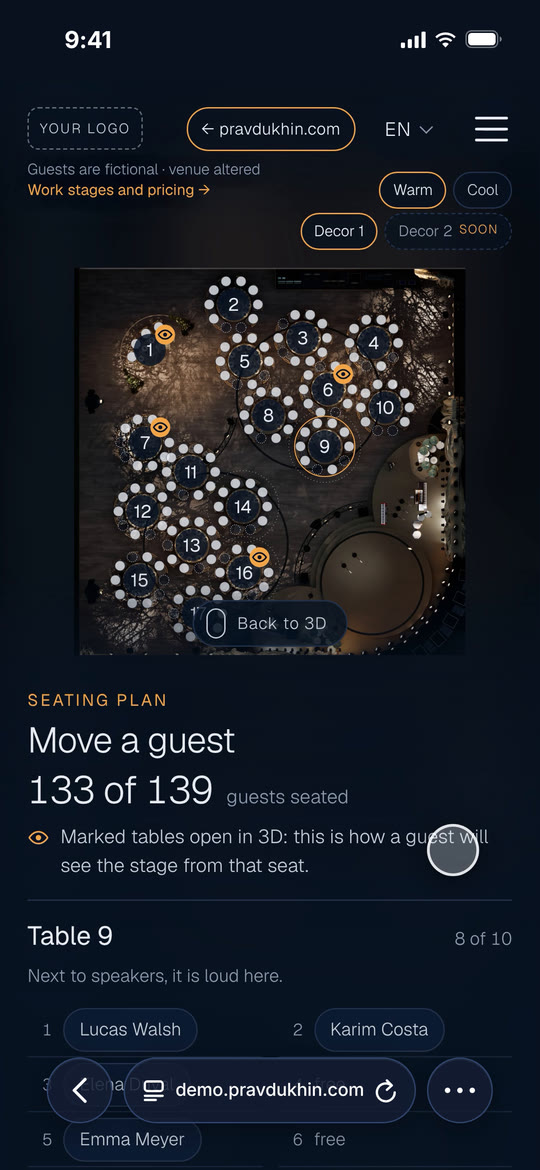 9:41
YOUR LOGO
← pravdukhin.com
EN
Guests are fictional · venue altered
Work stages and pricing →
Warm
Cool
Decor 1
Decor 2 SOON
2
3
4
1
5
6
10
8
9
7
11
12
14
13
15
16
Back to 3D
SEATING PLAN
Move a guest
133 of 139 guests seated
Marked tables open in 3D: this is how a guest will
see the stage from that seat.
Table 9
8 of 10
Next to speakers, it is loud here.
1 Lucas Walsh
2 Karim Costa
3 Elena
demo.pravdukhin.com
5 Emma Meyer
6 free